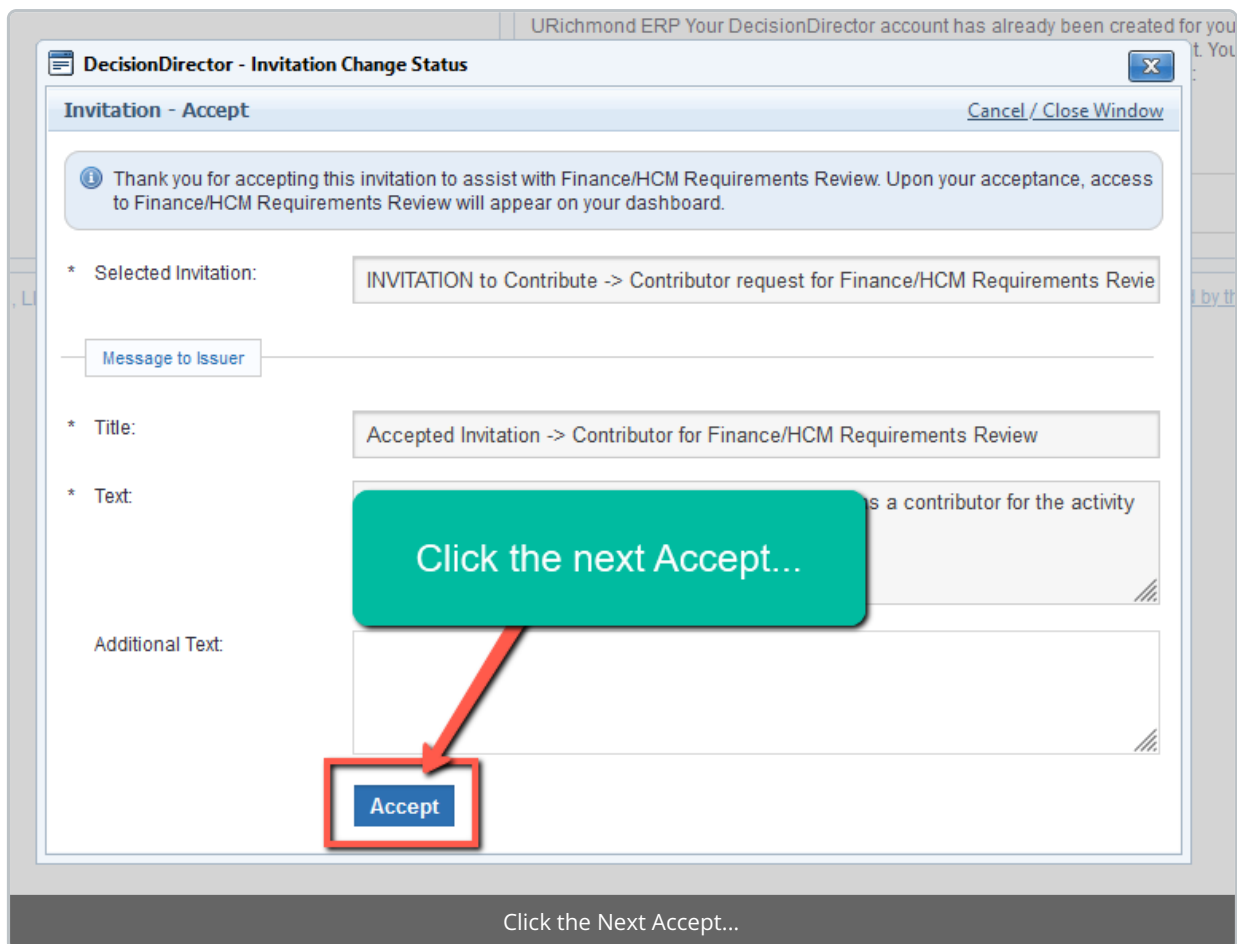 URichmond ERP Your DecisionDirector account has already been created for you
t. You
DecisionDirector - Invitation Change Status
X
Invitation - Accept
Cancel / Close Window
Thank you for accepting this invitation to assist with Finance/HCM Requirements Review. Upon your acceptance, access
to Finance/HCM Requirements Review will appear on your dashboard.
* Selected Invitation:
INVITATION to Contribute -> Contributor request for Finance/HCM Requirements Revie
by th
Message to Issuer
* Title:
Accepted Invitation -> Contributor for Finance/HCM Requirements Review
* Text:
a contributor for the activity
Click the next Accept...
Additional Text:
Accept
Click the Next Accept...